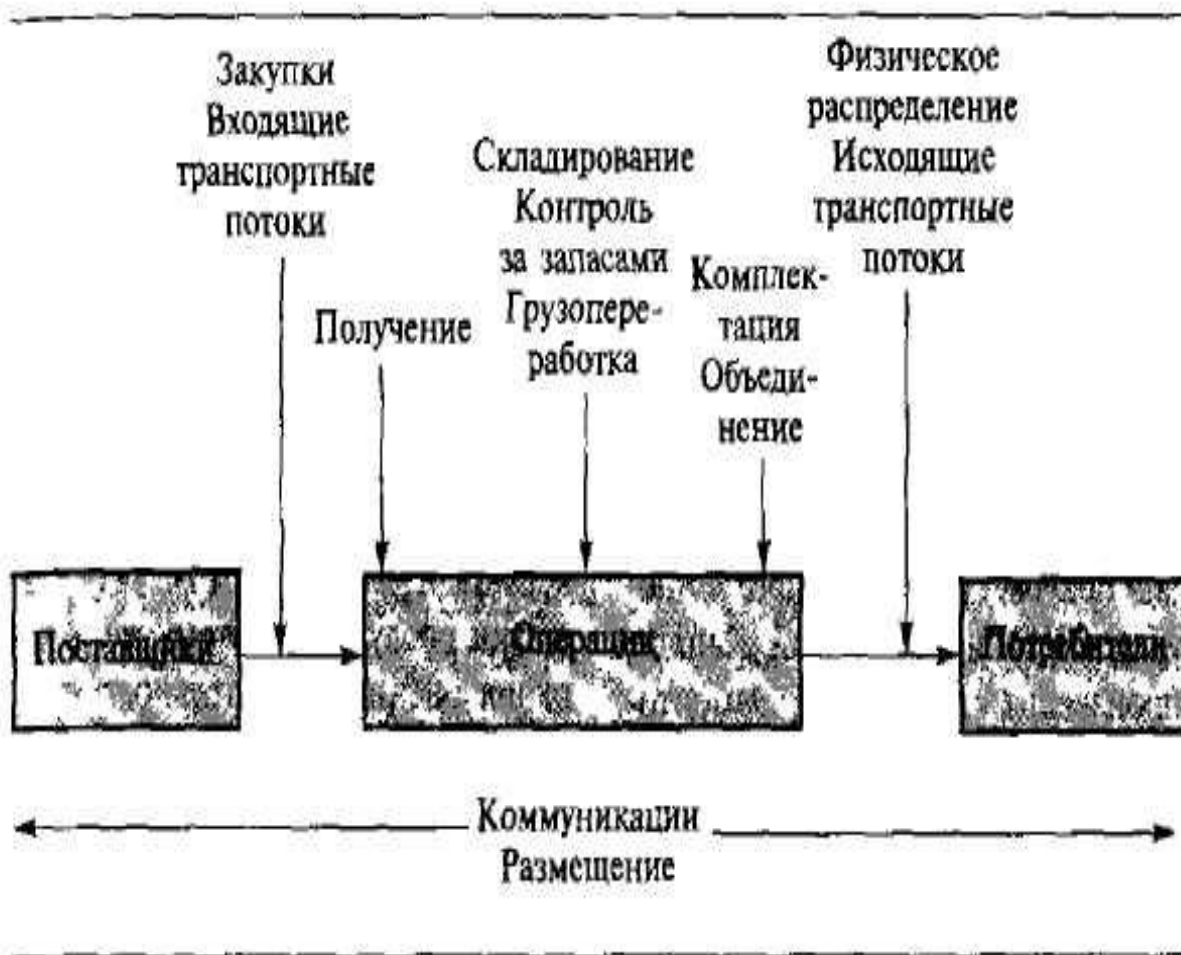 Закупки
Входящие
транспортные
потоки
Получение
Складирование
Контроль
за запасами
Грузопере-
работка
Комплек-
тация
Объеди-
нение
Физическое
распределение
Исходящие
транспортные
потоки
Поставщики
Операции
Потребители
Коммуникации
Размещение